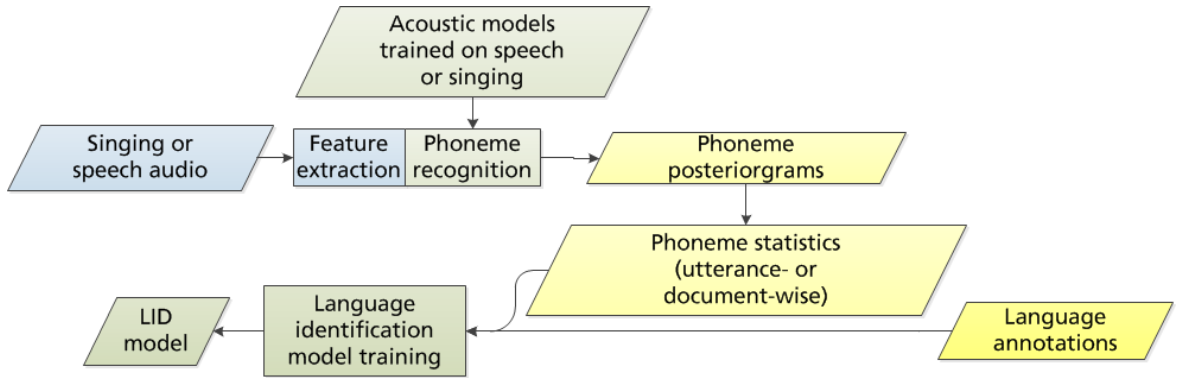 Acoustic models
trained on speech
or singing
Singing or
speech audio
Feature
extraction
Phoneme
recognition
Phoneme
posteriorgrams
Phoneme statistics
(utterance- or
document-wise)
LID
model
Language
identification
model training
Language
annotations